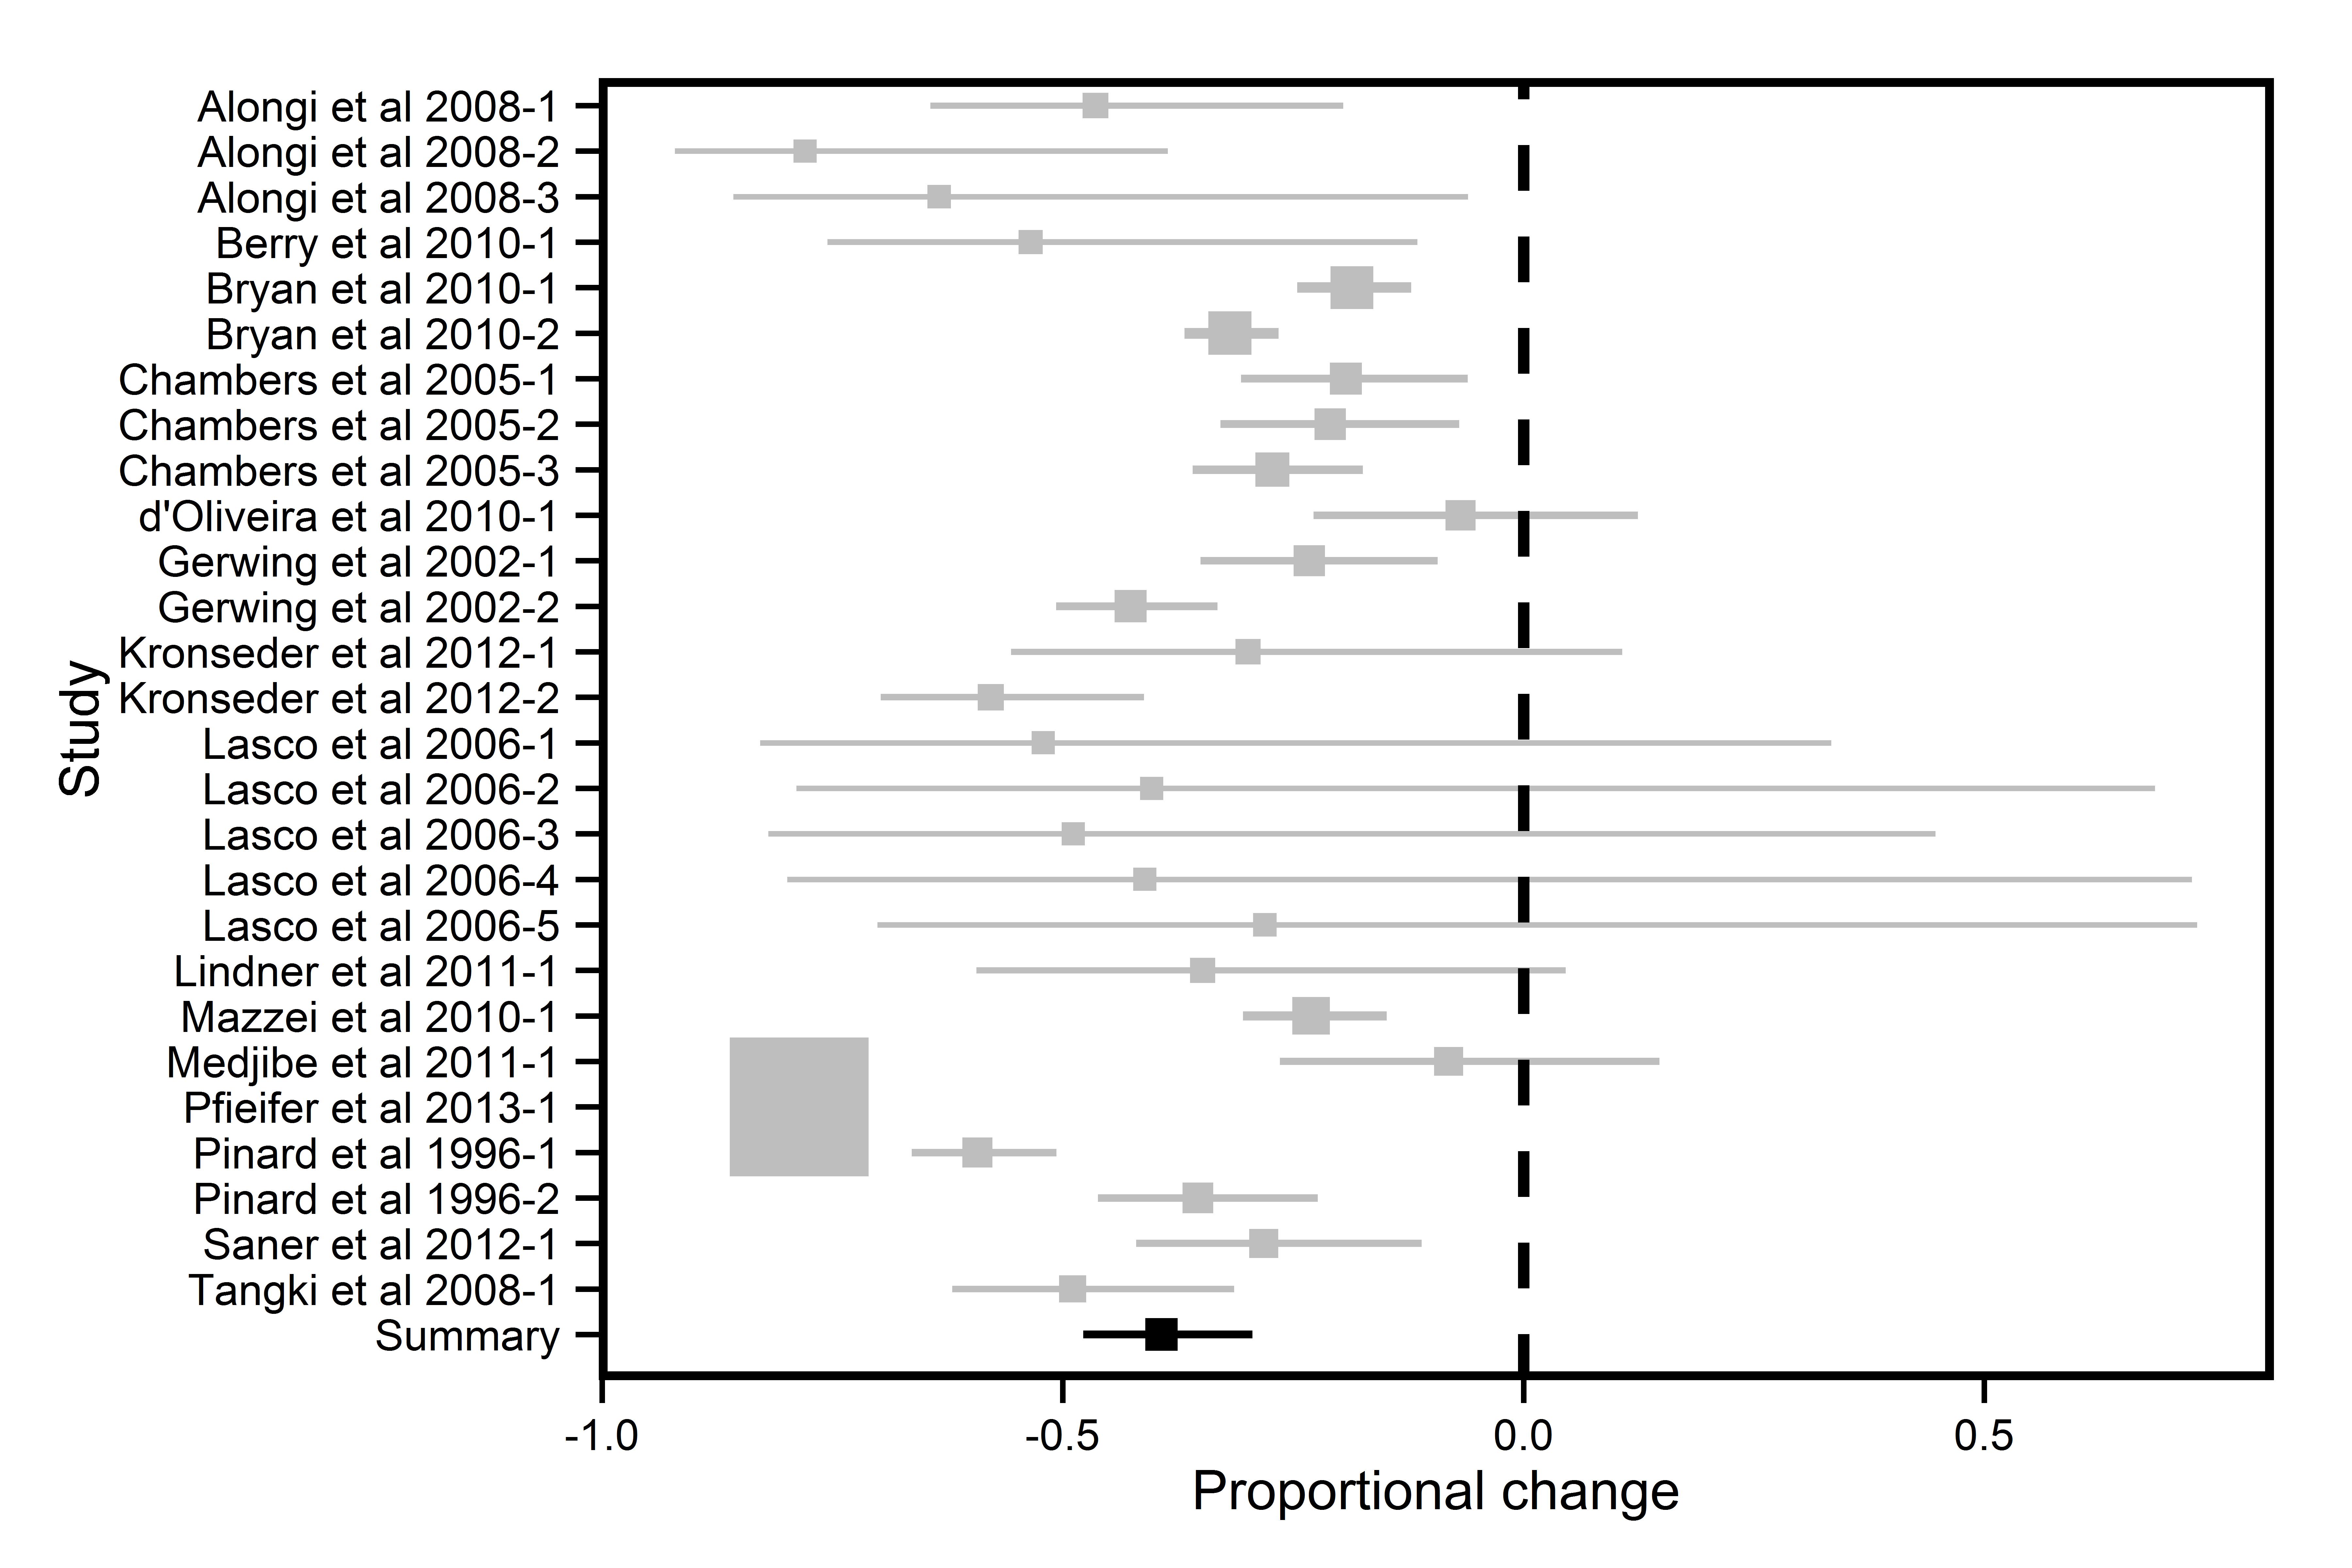 Alongi et al 2008-1
Alongi et al 2008-2
Alongi et al 2008-3
Berry et al 2010-1
Bryan et al 2010-1
Bryan et al 2010-2
Chambers et al 2005-1
Chambers et al 2005-2
Chambers et al 2005-3
d'Oliveira et al 2010-1
Gerwing et al 2002-1
Gerwing et al 2002-2
Kronseder et al 2012-1
Kronseder et al 2012-2
Lasco et al 2006-1
Lasco et al 2006-2
Lasco et al 2006-3
Lasco et al 2006-4
Lasco et al 2006-5
Lindner et al 2011-1
Mazzei et al 2010-1
Medjibe et al 2011-1
Pfieifer et al 2013-1
Pinard et al 1996-1
Pinard et al 1996-2
Saner et al 2012-1
Tangki et al 2008-1
Summary
Study
-1.0 -0.5 0.0 0.5
Proportional change